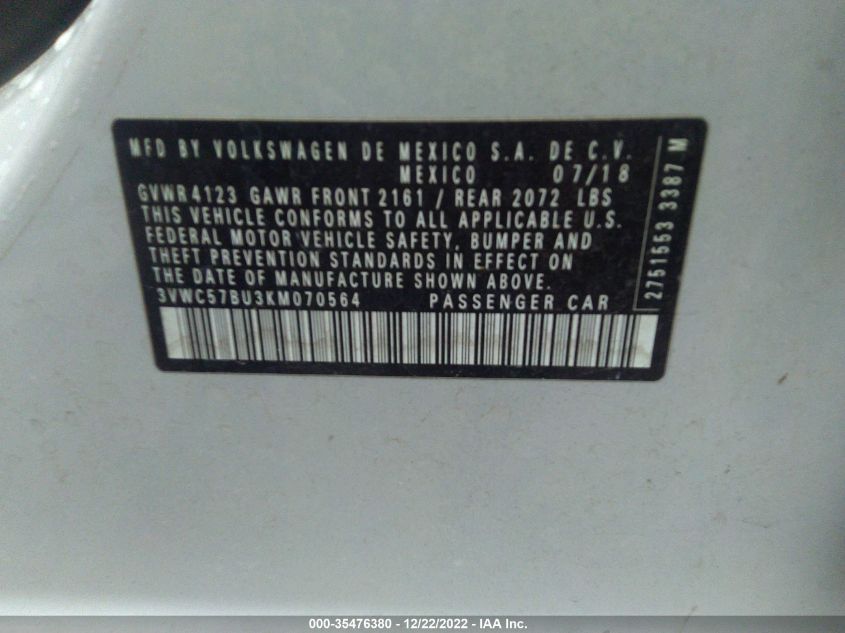 MFD BY VOLKSWAGEN DE MEXICO S.A. DE C.V.
MEXICO 07/18
GVWR 4123 GAWR FRONT 2161 / REAR 2072 LBS
THIS VEHICLE CONFORMS TO ALL APPLICABLE U.S.
FEDERAL MOTOR VEHICLE SAFETY, BUMPER AND
THEFT PREVENTION STANDARDS IN EFFECT ON
THE DATE OF MANUFACTURE SHOWN ABOVE.
3VWC57BU3KM070564 PASSENGER CAR
2751553 3387 M
000-35476380 - 12/22/2022 - IAA Inc.